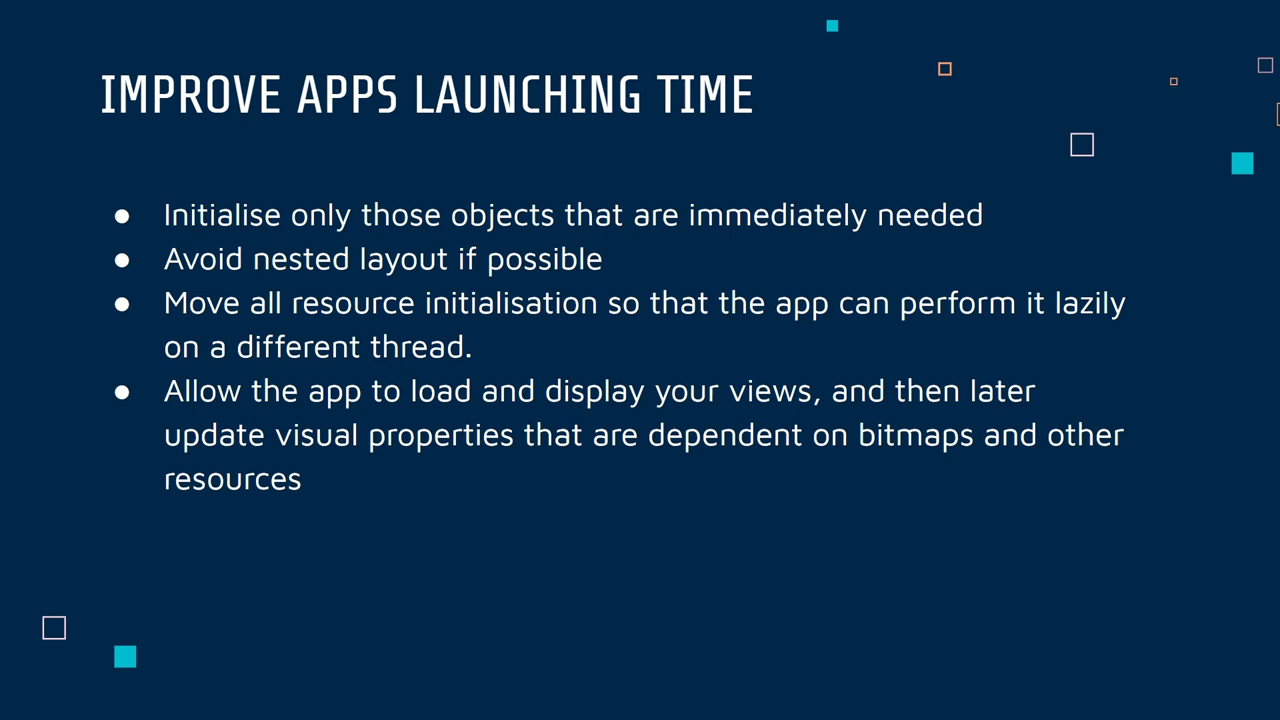 IMPROVE APPS LAUNCHING TIME
● Initialise only those objects that are immediately needed
● Avoid nested layout if possible
● Move all resource initialisation so that the app can perform it lazily
on a different thread.
● Allow the app to load and display your views, and then later
update visual properties that are dependent on bitmaps and other
resources